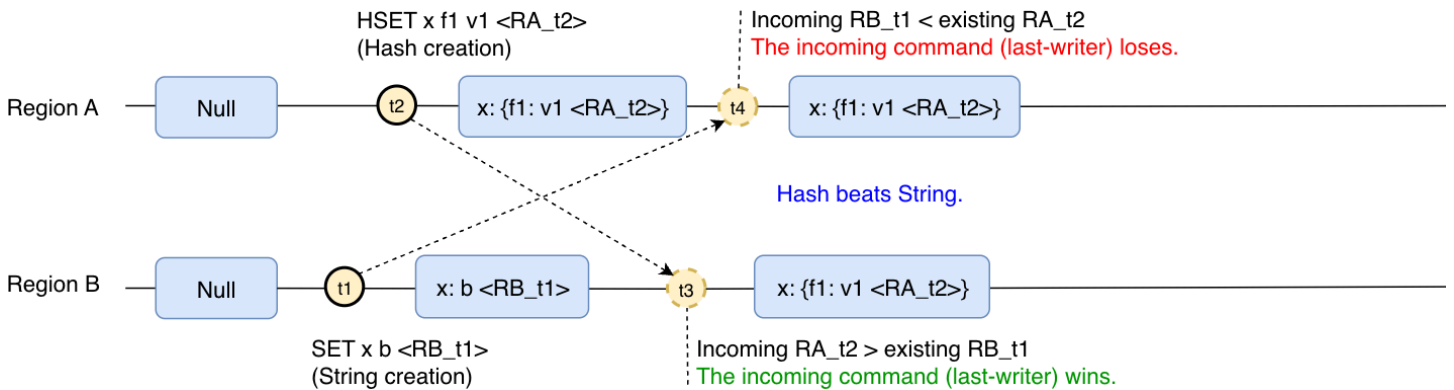 HSET x f1 v1 <RA_t2>
(Hash creation)
Incoming RB_t1 < existing RA_t2
The incoming command (last-writer) loses.
Region A
Null
t2
x: {f1: v1 <RA_t2>}
t4
x: {f1: v1 <RA_t2>}
Hash beats String.
Region B
Null
t1
x: b <RB_t1>
t3
x: {f1: v1 <RA_t2>}
SET x b <RB_t1>
(String creation)
Incoming RA_t2 > existing RB_t1
The incoming command (last-writer) wins.